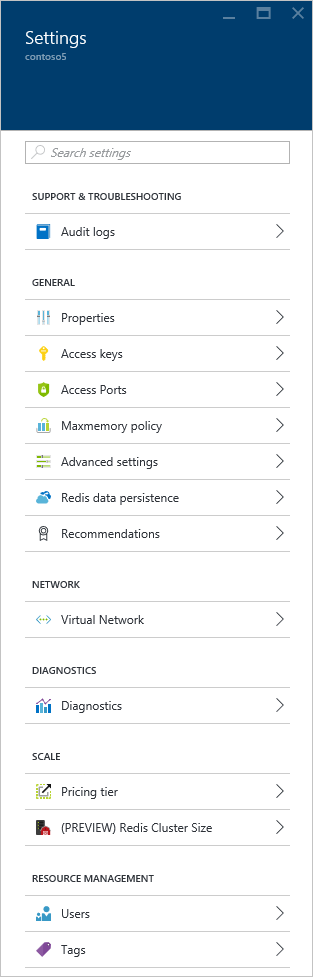 Settings
contoso5
Search settings
SUPPORT & TROUBLESHOOTING
Audit logs
GENERAL
Properties
Access keys
Access Ports
Maxmemory policy
Advanced settings
Redis data persistence
Recommendations
NETWORK
Virtual Network
DIAGNOSTICS
Diagnostics
SCALE
Pricing tier
(PREVIEW) Redis Cluster Size
RESOURCE MANAGEMENT
Users
Tags